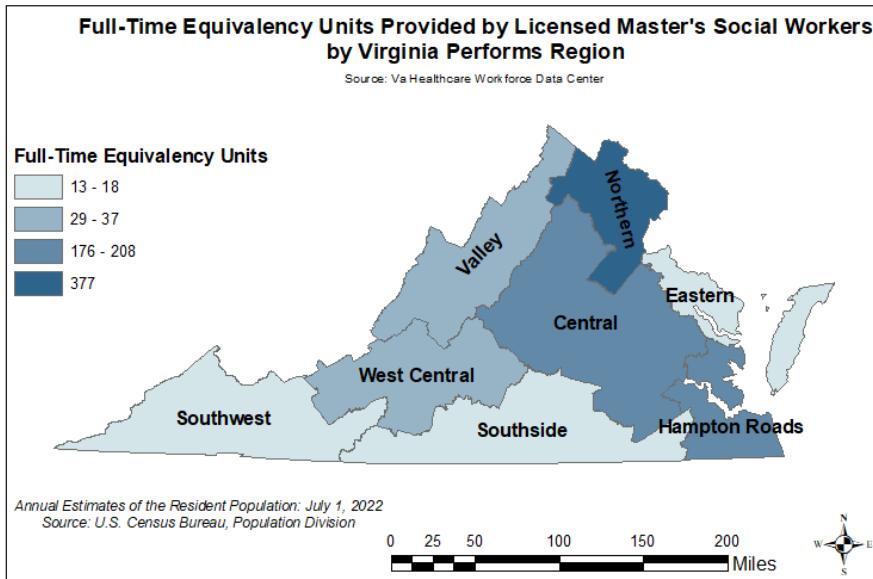 Full-Time Equivalency Units Provided by Licensed Master's Social Workers
by Virginia Performs Region
Source: Va Healthcare Workforce Data Center
Full-Time Equivalency Units
13 - 18
29 - 37
176 - 208
377
Northern
Valley
Eastern
Central
West Central
Southwest
Southside
Hampton Roads
Annual Estimates of the Resident Population: July 1, 2022
Source: U.S. Census Bureau, Population Division
0 25 50 100 150 200
Miles
N
W E
S